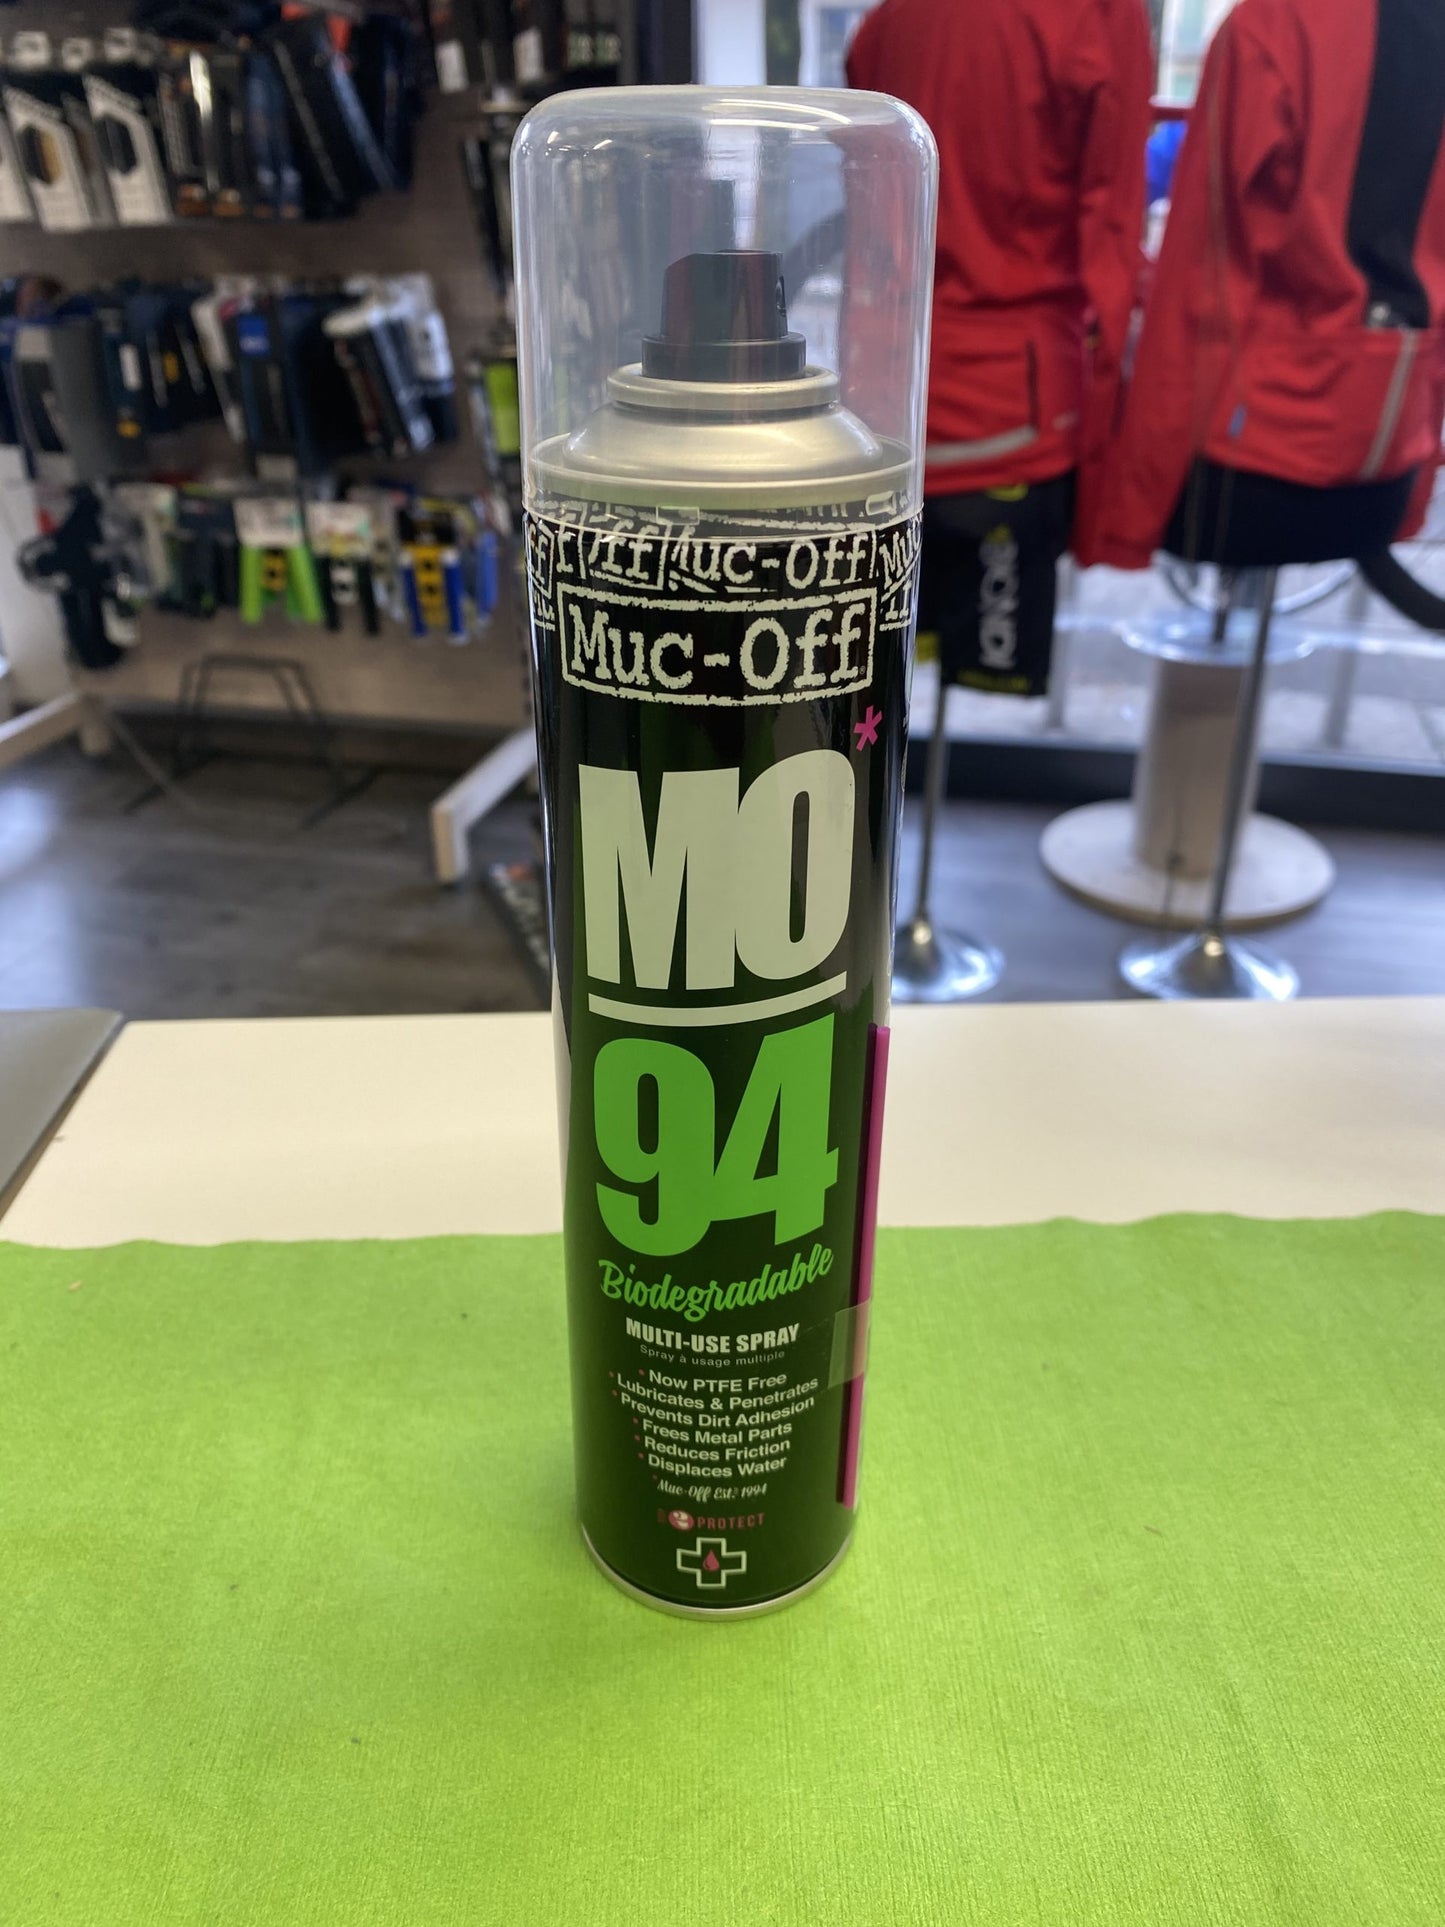 Muc-Off
Muc-Off
MO*
94
Biodegradable
MULTI-USE SPRAY
Spray à usage multiple
Now PTFE Free
Lubricates & Penetrates
Prevents Dirt Adhesion
Frees Metal Parts
Reduces Friction
Displaces Water
Muc-Off Est: 1994
2 PROTECT